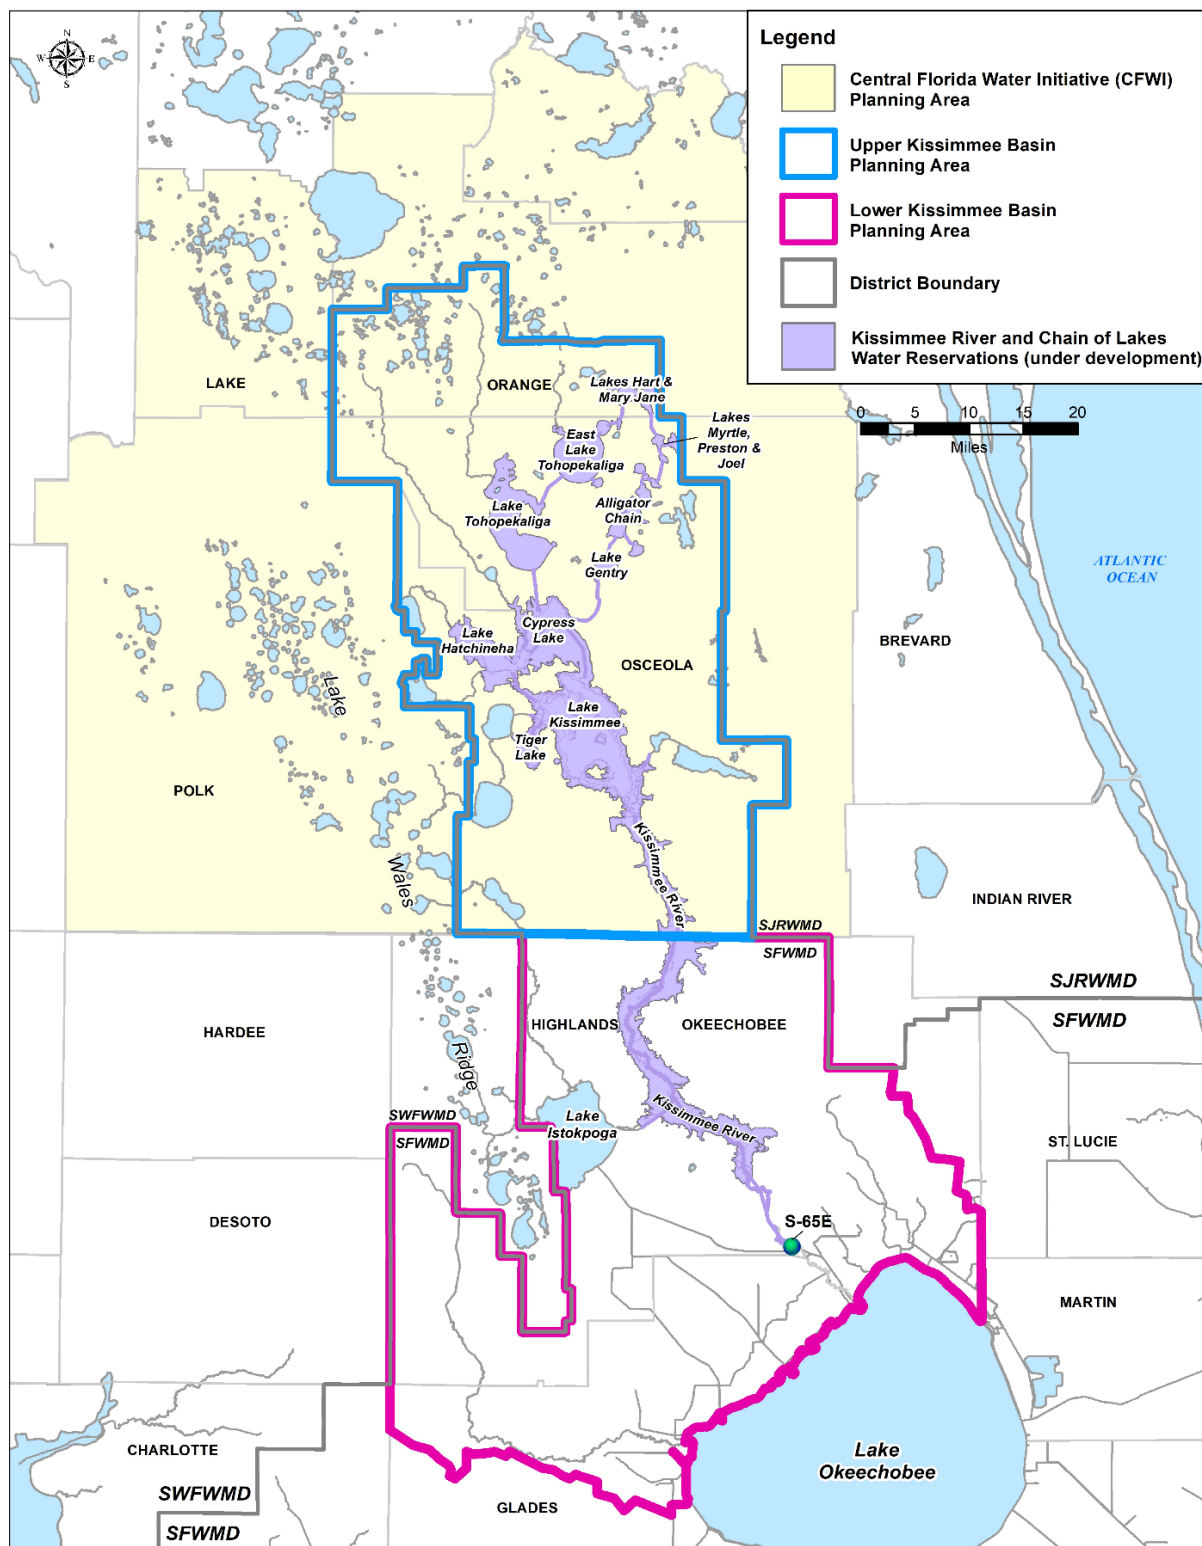 N
W
E
S
Legend
Central Florida Water Initiative (CFWI)
Planning Area
Upper Kissimmee Basin
Planning Area
Lower Kissimmee Basin
Planning Area
District Boundary
Kissimmee River and Chain of Lakes
Water Reservations (under development)
0 5 10 15 20
Miles
LAKE
ORANGE
Lakes Hart &
Mary Jane
Lakes
Myrtle,
Preston &
Joel
East
Lake
Tohopekaliga
Lake
Tohopekaliga
Alligator
Chain
Lake
Gentry
ATLANTIC
OCEAN
Cypress
Lake
Lake
Hatchineha
OSCEOLA
BREVARD
Lake
Lake
Kissimmee
Tiger
Lake
POLK
Kissimmee River
Wales
INDIAN RIVER
SJRWMD
SFWMD
SJRWMD
SFWMD
HARDEE
HIGHLANDS
OKEECHOBEE
Ridge
SWFWMD
SFWMD
Lake
Istokpoga
Kissimmee River
ST. LUCIE
DESOTO
S-65E
MARTIN
CHARLOTTE
Lake
Okeechobee
SWFWMD
SFWMD
GLADES